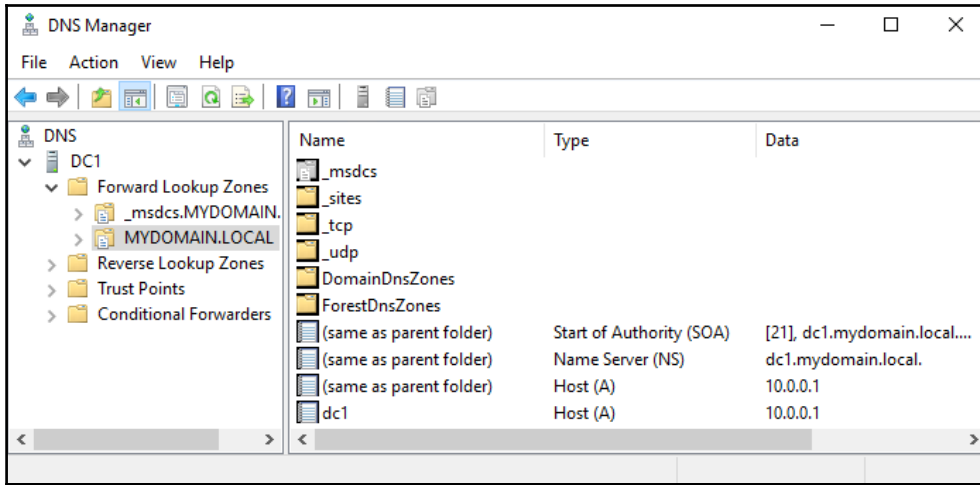 DNS Manager
File Action View Help
DNS
DC1
Forward Lookup Zones
_msdcs.MYDOMAIN.
MYDOMAIN.LOCAL
Reverse Lookup Zones
Trust Points
Conditional Forwarders
Name Type Data
_msdcs
_sites
_tcp
_udp
DomainDnsZones
ForestDnsZones
(same as parent folder) Start of Authority (SOA) [21], dc1.mydomain.local....
(same as parent folder) Name Server (NS) dc1.mydomain.local.
(same as parent folder) Host (A) 10.0.0.1
dc1 Host (A) 10.0.0.1